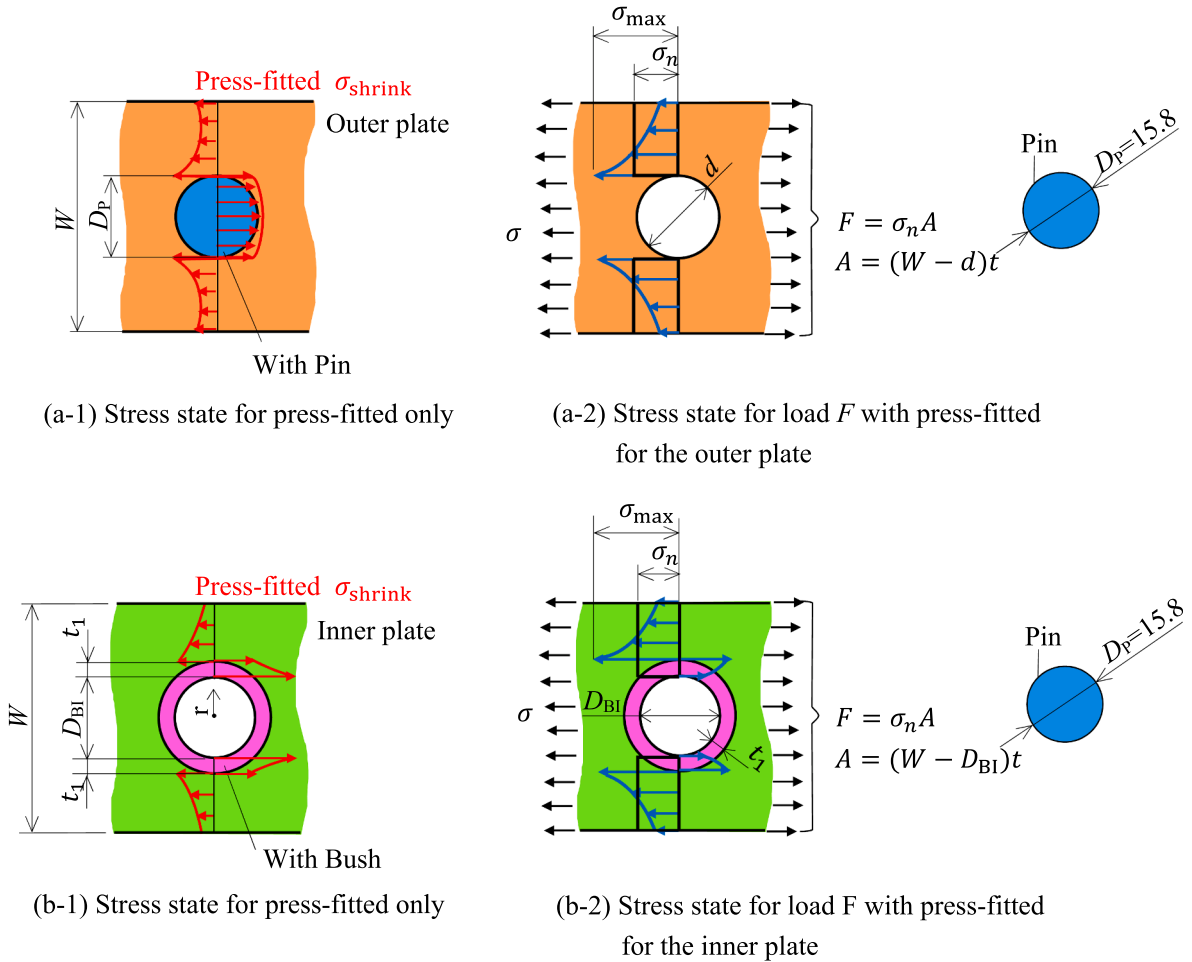 σmax
σn
Press-fitted σshrink
Outer plate
W
DP
With Pin
d
σ
F = σnA
A = (W − d)t
Pin
DP=15.8
(a-1) Stress state for press-fitted only
(a-2) Stress state for load F with press-fitted
for the outer plate
σmax
σn
Press-fitted σshrink
Inner plate
t1
W
DBI
r
t1
With Bush
σ
DBI
t1
F = σnA
A = (W − DBI)t
Pin
DP=15.8
(b-1) Stress state for press-fitted only
(b-2) Stress state for load F with press-fitted
for the inner plate